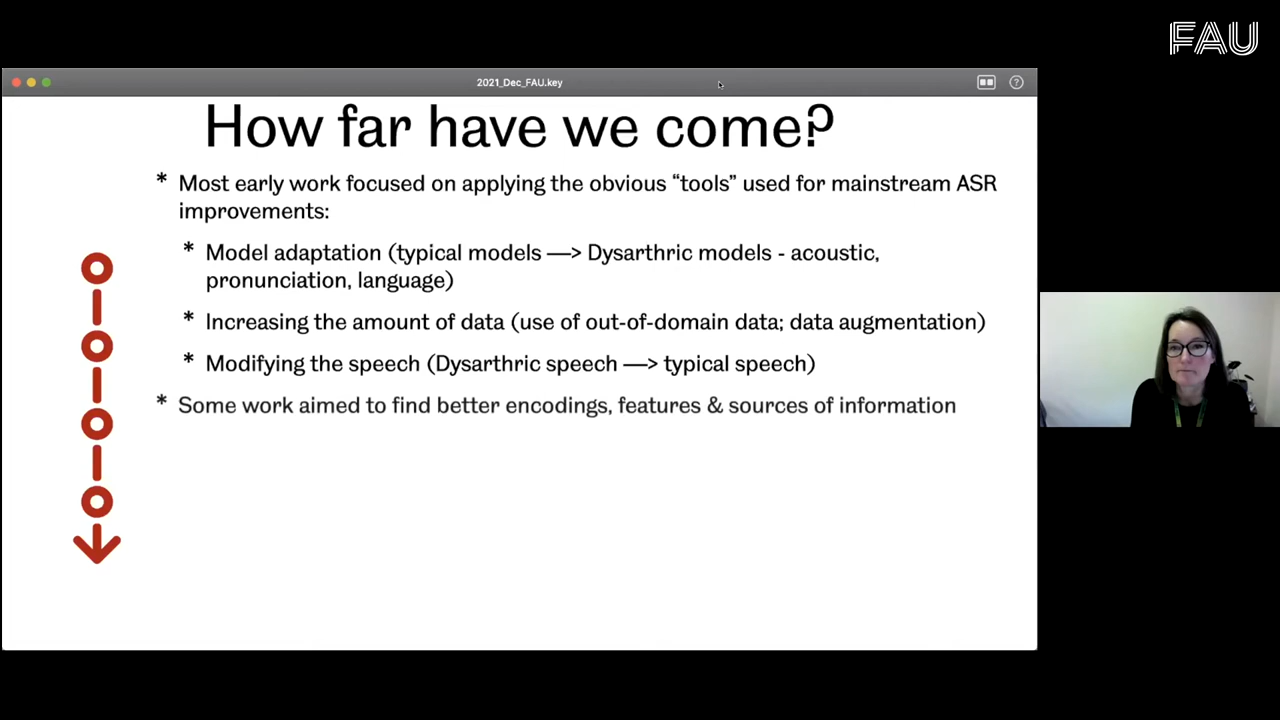 FAU
2021_Dec_FAU.key
?
How far have we come?
* Most early work focused on applying the obvious “tools” used for mainstream ASR
improvements:
* Model adaptation (typical models —> Dysarthric models - acoustic,
pronunciation, language)
* Increasing the amount of data (use of out-of-domain data; data augmentation)
* Modifying the speech (Dysarthric speech —> typical speech)
* Some work aimed to find better encodings, features & sources of information